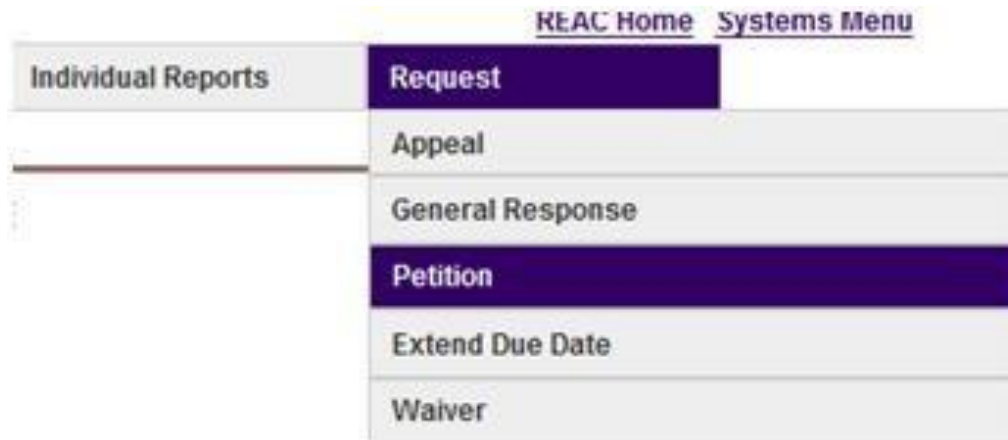 REAC Home Systems Menu
Individual Reports Request
Appeal
General Response
Petition
Extend Due Date
Waiver